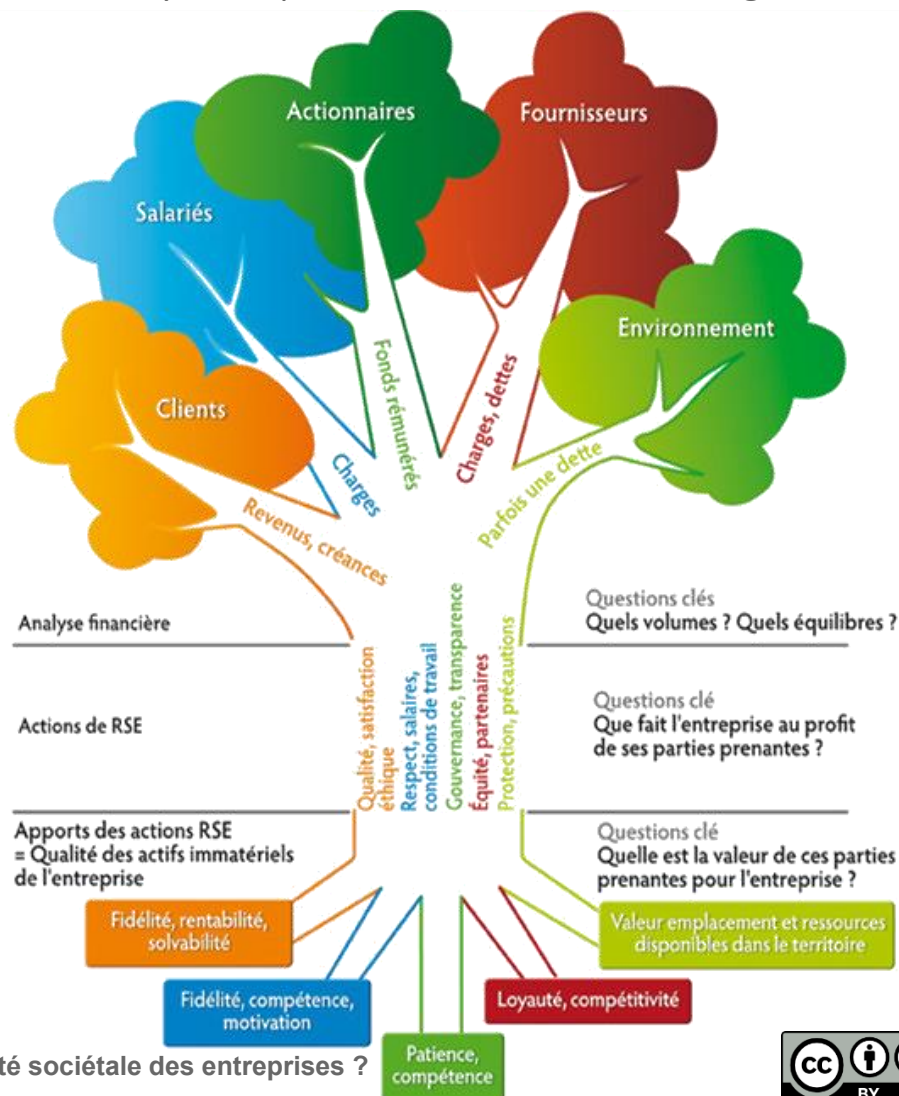 Actionnaires
Fournisseurs
Salariés
Environnement
Clients
Fonds rémunérés
Charges, dettes
Charges
Parfois une dette
Revenus, créances
Analyse financière
Questions clés
Quels volumes ? Quels équilibres ?
Qualité, satisfaction
éthique
Respect, salaires,
conditions de travail
Gouvernance, transparence
Équité, partenaires
Protection, précautions
Actions de RSE
Questions clé
Que fait l'entreprise au profit
de ses parties prenantes ?
Apports des actions RSE
= Qualité des actifs immatériels
de l'entreprise
Questions clé
Quelle est la valeur de ces parties
prenantes pour l'entreprise ?
Fidélité, rentabilité,
solvabilité
Valeur emplacement et ressources
disponibles dans le territoire
Fidélité, compétence,
motivation
Loyauté, compétitivité
Patience,
compétence
té sociétale des entreprises ?
cc
BY